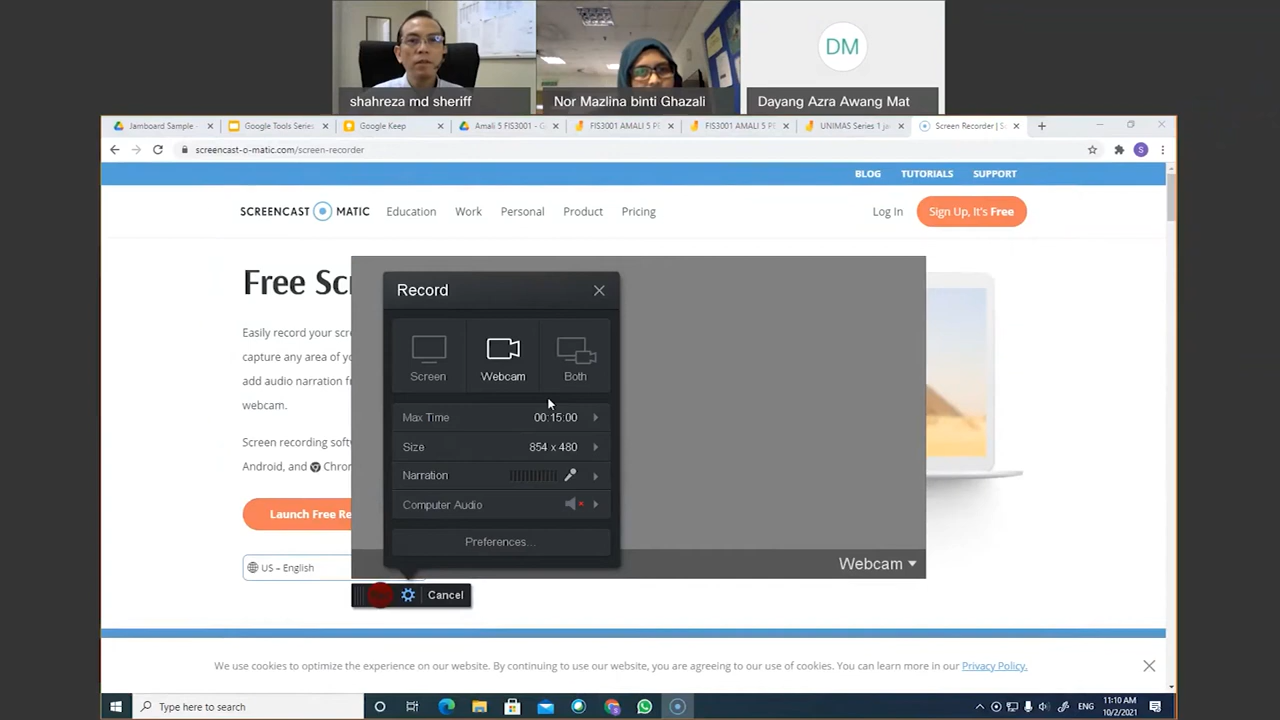 DM
shahreza md sheriff
Nor Mazlina binti Ghazali
Dayang Azra Awang Mat
Jamboard Sample -
Google Tools Series
Google Keep
Amali 5 FIS3001 - G
FIS3001 AMALI 5 PE
FIS3001 AMALI 5 PE
UNIMAS Series 1 ja
Screen Recorder | S
screencast-o-matic.com/screen-recorder
S
BLOG
TUTORIALS
SUPPORT
SCREENCAST MATIC
Education
Work
Personal
Product
Pricing
Log In
Sign Up, It's Free
Free Scr
Easily record your scre
capture any area of yo
add audio narration f
webcam.
Screen recording soft
Android, and Chro
Launch Free Re
US – English
Record
Screen
Webcam
Both
Max Time 00:15:00
Size 854 x 480
Narration
Computer Audio
Preferences...
Webcam
Rec
Cancel
We use cookies to optimize the experience on our website. By continuing to use our website, you are agreeing to our use of cookies. You can learn more in our Privacy Policy.
Type here to search
ENG
11:10 AM
10/2/2021